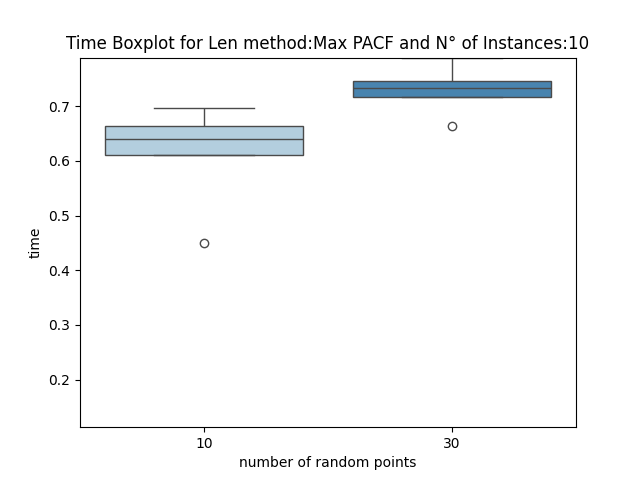 Time Boxplot for Len method:Max PACF and N° of Instances:10
0.7
0.6
0.5
0.4
0.3
0.2
time
10
30
number of random points